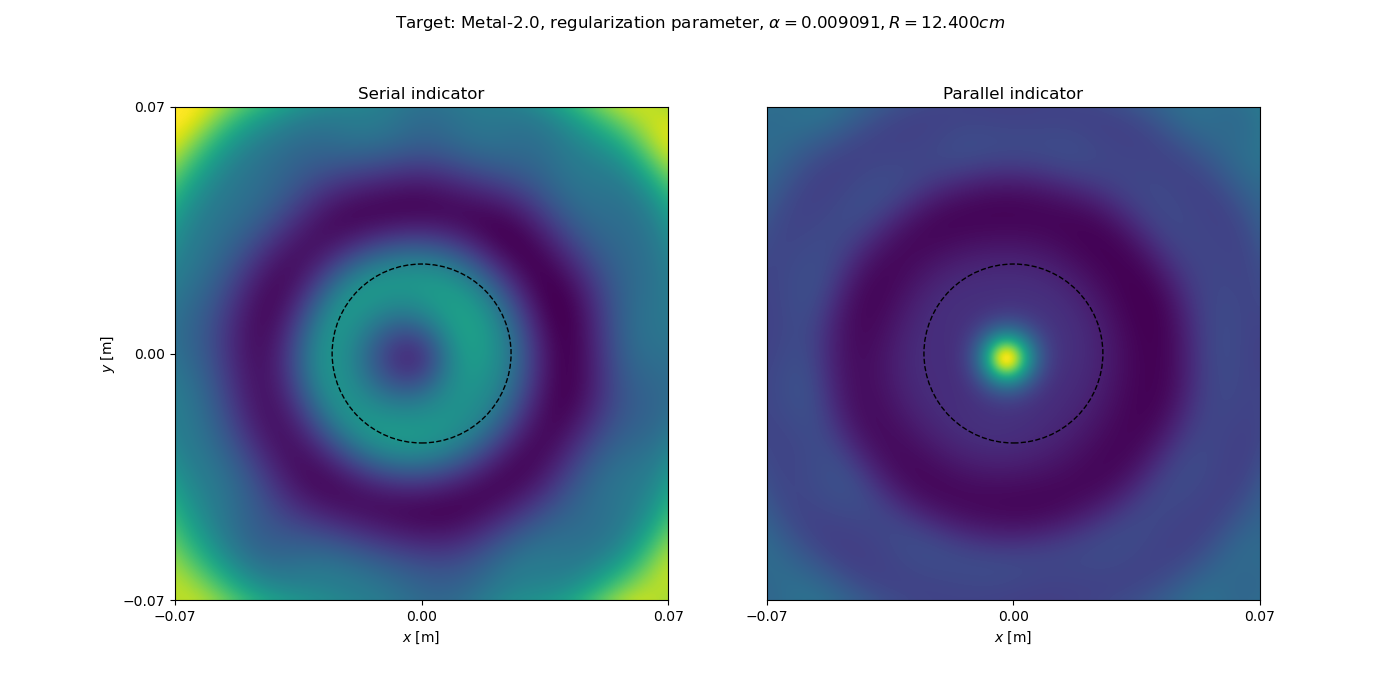 Target: Metal-2.0, regularization parameter, α = 0.009091, R = 12.400cm
Serial indicator
Parallel indicator
0.07
0.00
−0.07
y [m]
−0.07 0.00 0.07
x [m]
−0.07 0.00 0.07
x [m]